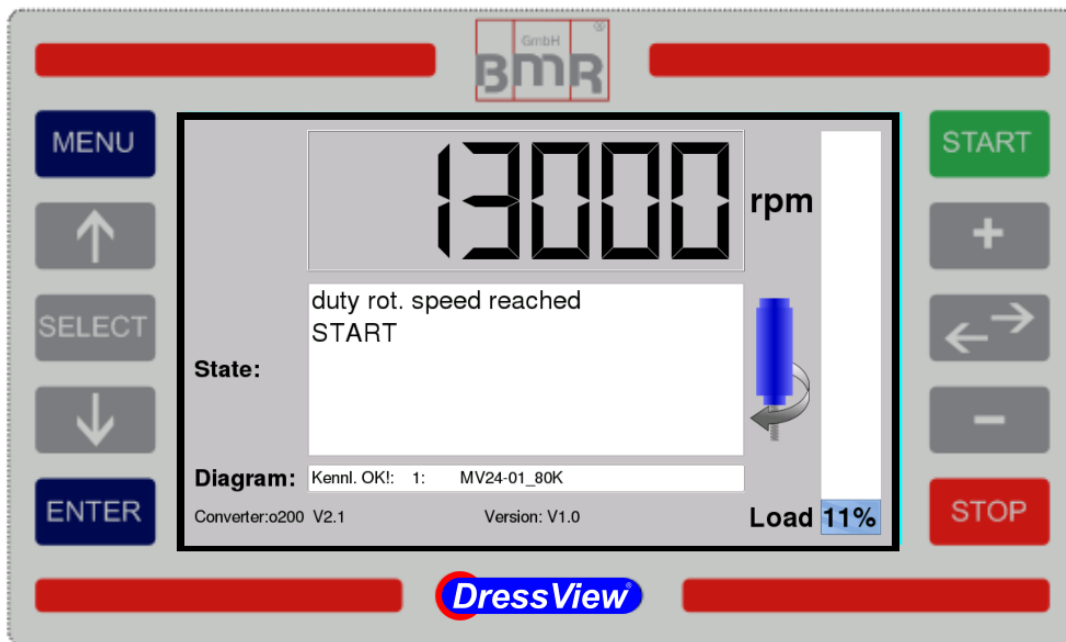 GmbH ®
BMR
MENU
START
13000 rpm
SELECT
duty rot. speed reached
START
State:
Diagram: Kennl. OK!: 1: MV24-01_80K
ENTER
Converter:o200 V2.1 Version: V1.0 Load 11%
STOP
+
-
DressView®